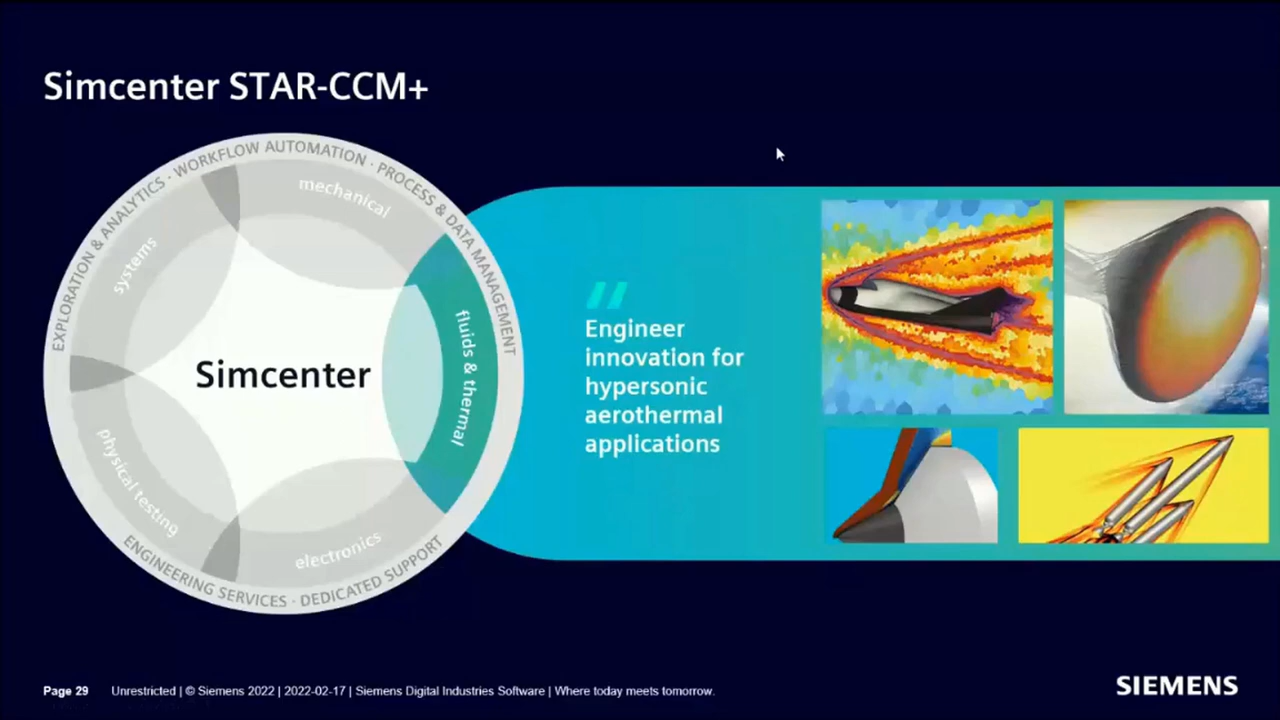 Simcenter STAR-CCM+
EXPLORATION & ANALYTICS · WORKFLOW AUTOMATION · PROCESS & DATA MANAGEMENT
mechanical
systems
fluids & thermal
Simcenter
physical testing
electronics
ENGINEERING SERVICES · DEDICATED SUPPORT
Engineer
innovation for
hypersonic
aerothermal
applications
Page 29 Unrestricted | © Siemens 2022 | 2022-02-17 | Siemens Digital Industries Software | Where today meets tomorrow.
SIEMENS